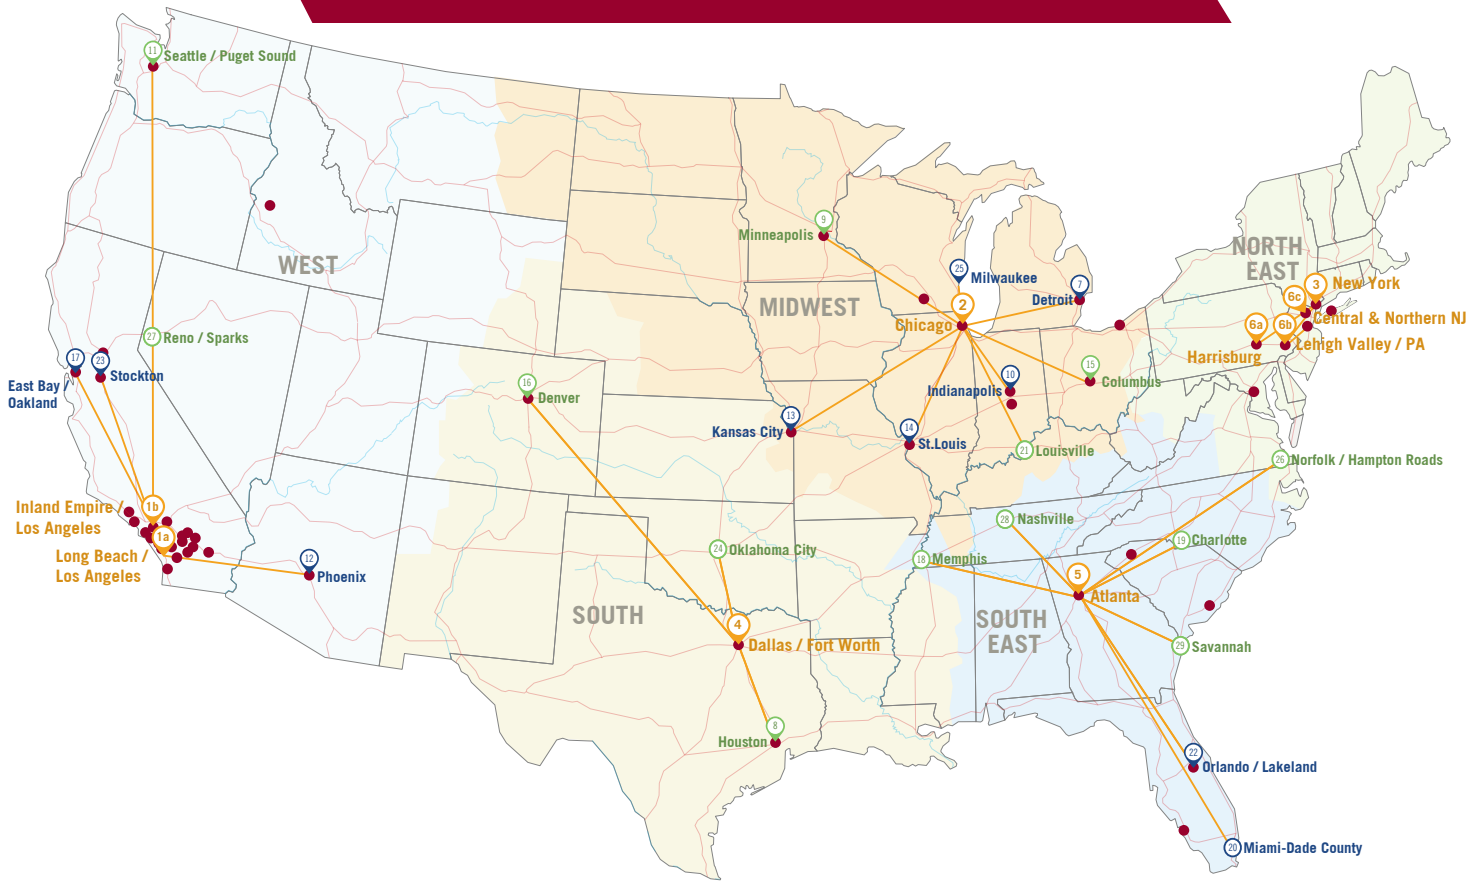 11
Seattle / Puget Sound
WEST
NORTH
EAST
9
Minneapolis
25
Milwaukee
7
Detroit
2
Chicago
MIDWEST
3
New York
6c
Central & Northern NJ
6a
6b
Lehigh Valley / PA
Harrisburg
27
Reno / Sparks
17
23
Stockton
East Bay /
Oakland
16
Denver
15
Columbus
10
Indianapolis
13
Kansas City
14
St.Louis
21
Louisville
26
Norfolk / Hampton Roads
1b
Inland Empire /
Los Angeles
1a
Long Beach /
Los Angeles
12
Phoenix
28
Nashville
24
Oklahoma City
18
Memphis
19
Charlotte
5
Atlanta
SOUTH
SOUTH
EAST
4
Dallas / Fort Worth
29
Savannah
8
Houston
22
Orlando / Lakeland
20
Miami-Dade County